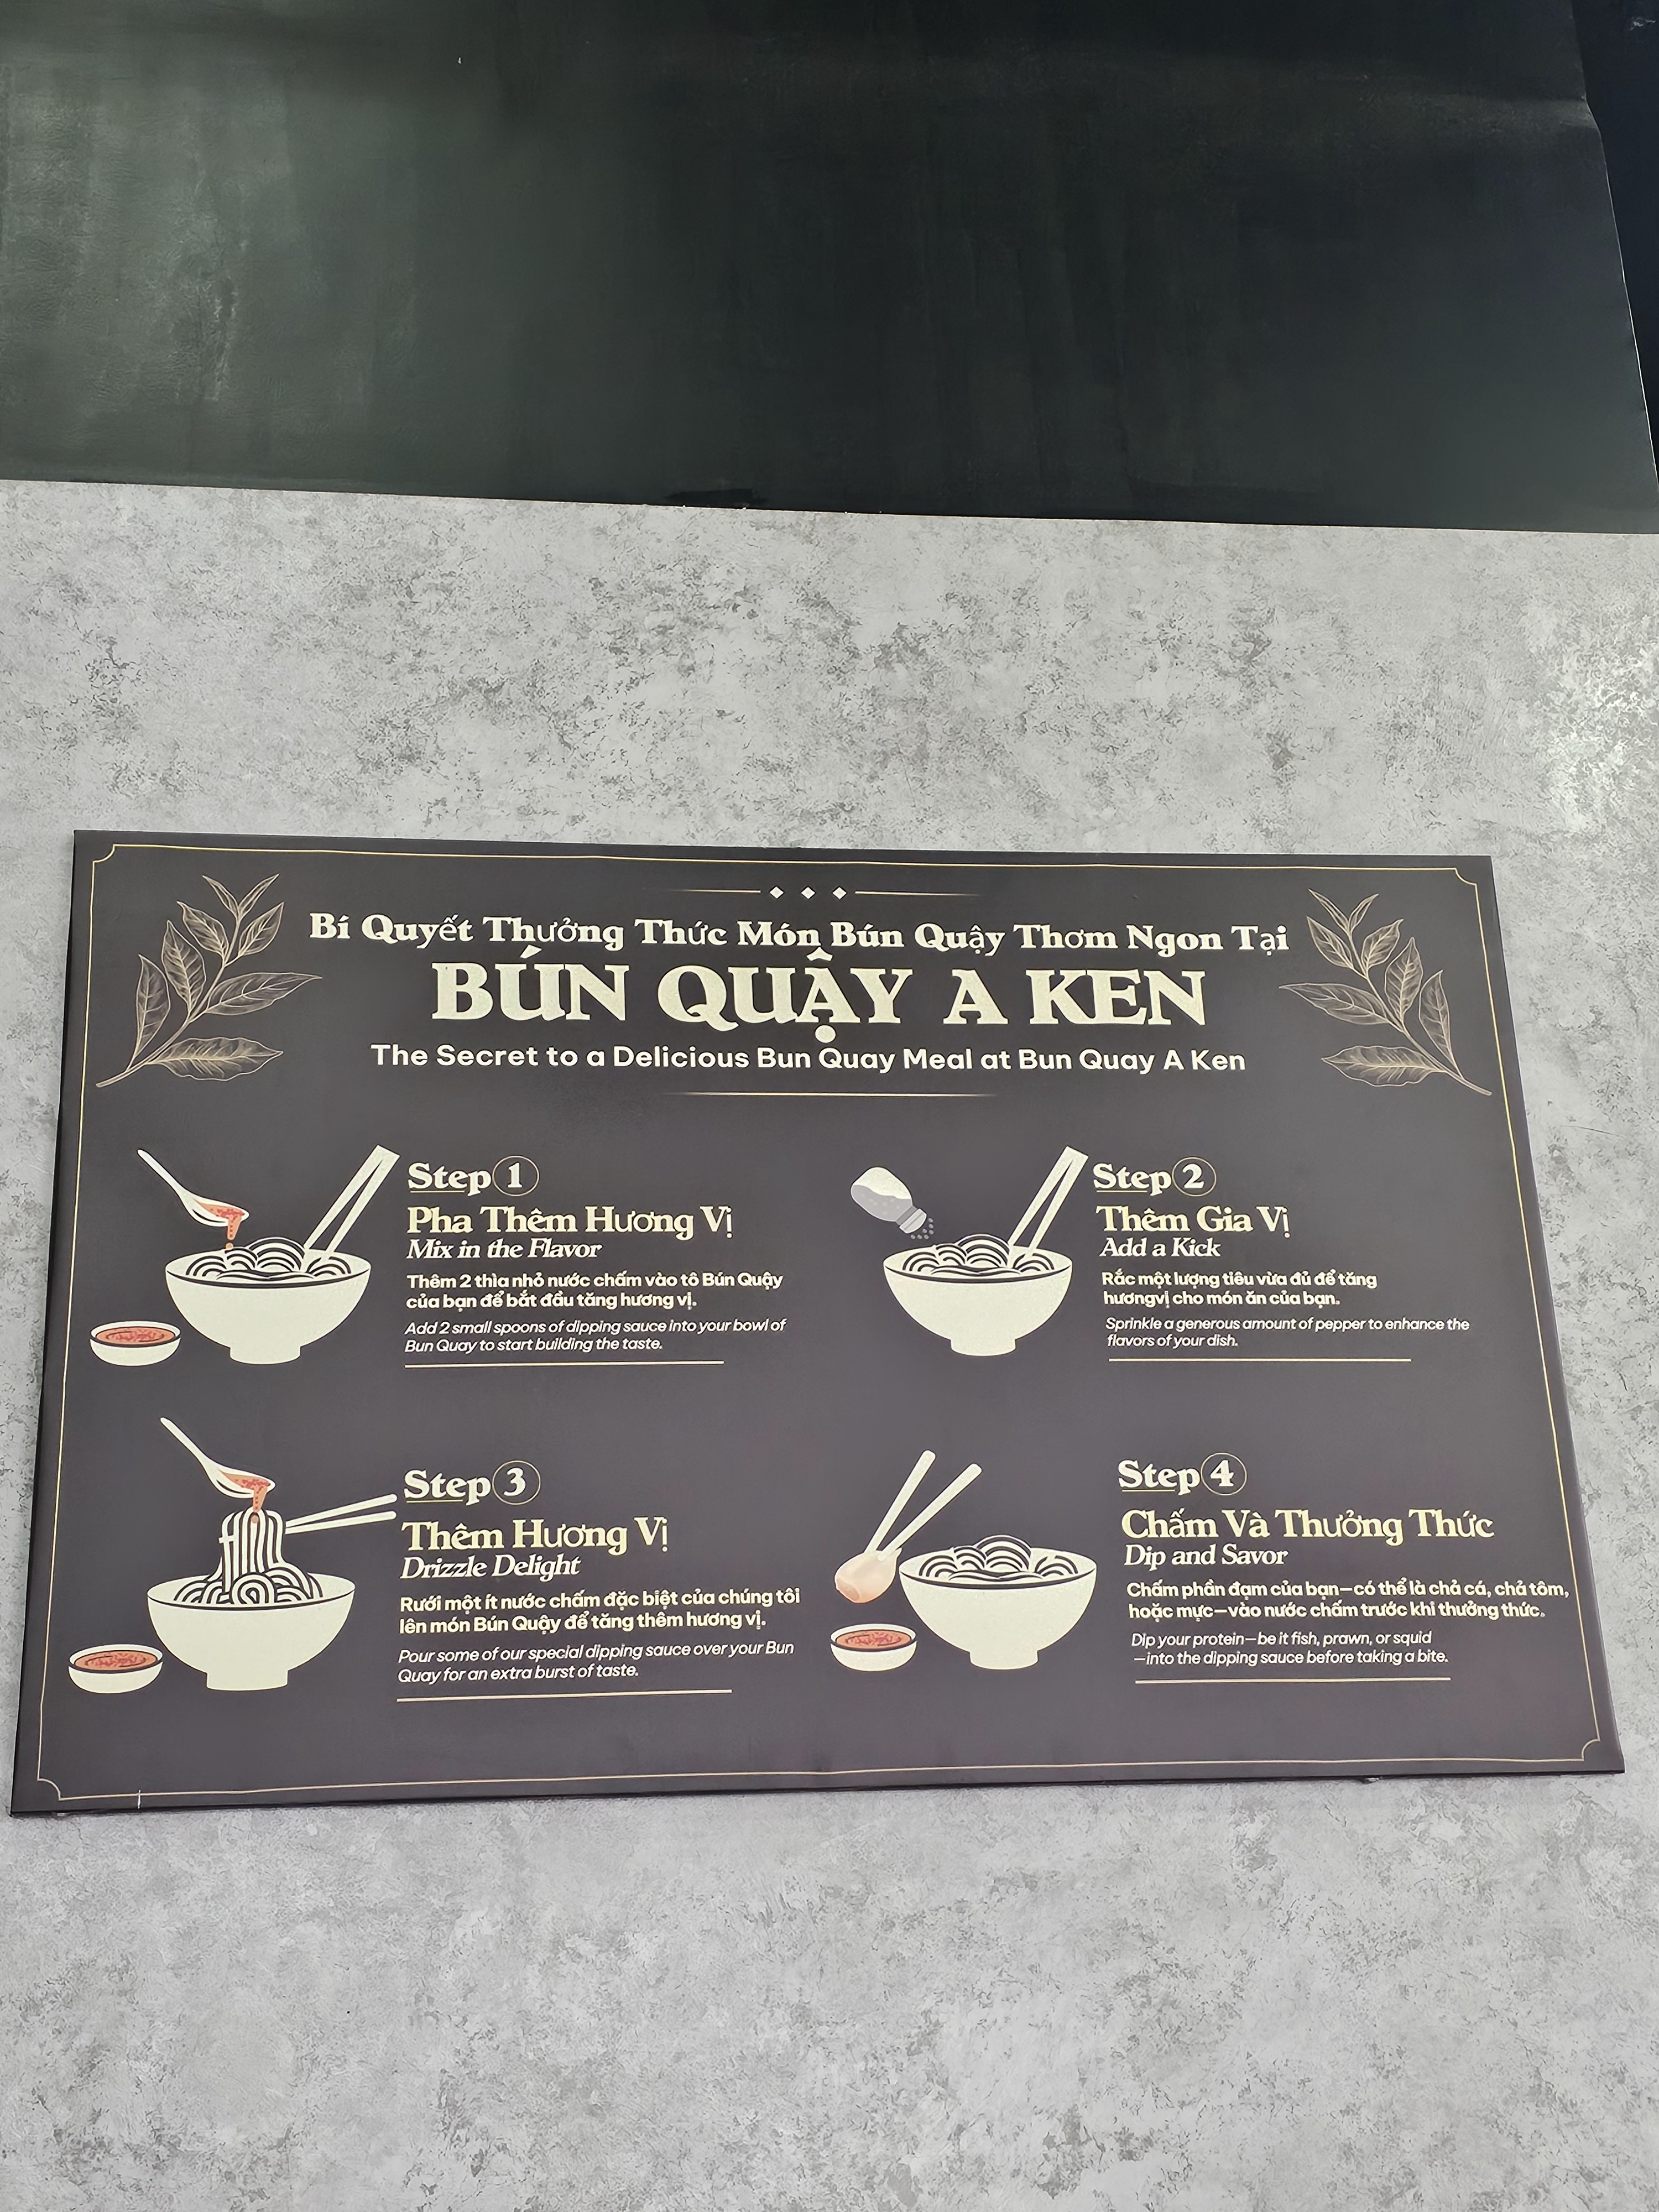 Bí Quyết Thưởng Thức Món Bún Quậy Thơm Ngon Tại
BÚN QUẬY A KEN
The Secret to a Delicious Bun Quay Meal at Bun Quay A Ken
Step 1
Pha Thêm Hương Vị
Mix in the Flavor
Thêm 2 thìa nhỏ nước chấm vào tô Bún Quậy
của bạn để bắt đầu tăng hương vị.
Add 2 small spoons of dipping sauce into your bowl of
Bun Quay to start building the taste.
Step 2
Thêm Gia Vị
Add a Kick
Rắc một lượng tiêu vừa đủ để tăng
hươngvị cho món ăn của bạn.
Sprinkle a generous amount of pepper to enhance the
flavors of your dish.
Step 3
Thêm Hương Vị
Drizzle Delight
Rưới một ít nước chấm đặc biệt của chúng tôi
lên món Bún Quậy để tăng thêm hương vị.
Pour some of our special dipping sauce over your Bun
Quay for an extra burst of taste.
Step 4
Chấm Và Thưởng Thức
Dip and Savor
Chấm phần đạm của bạn—có thể là chả cá, chả tôm,
hoặc mực—vào nước chấm trước khi thưởng thức.
Dip your protein—be it fish, prawn, or squid
—into the dipping sauce before taking a bite.